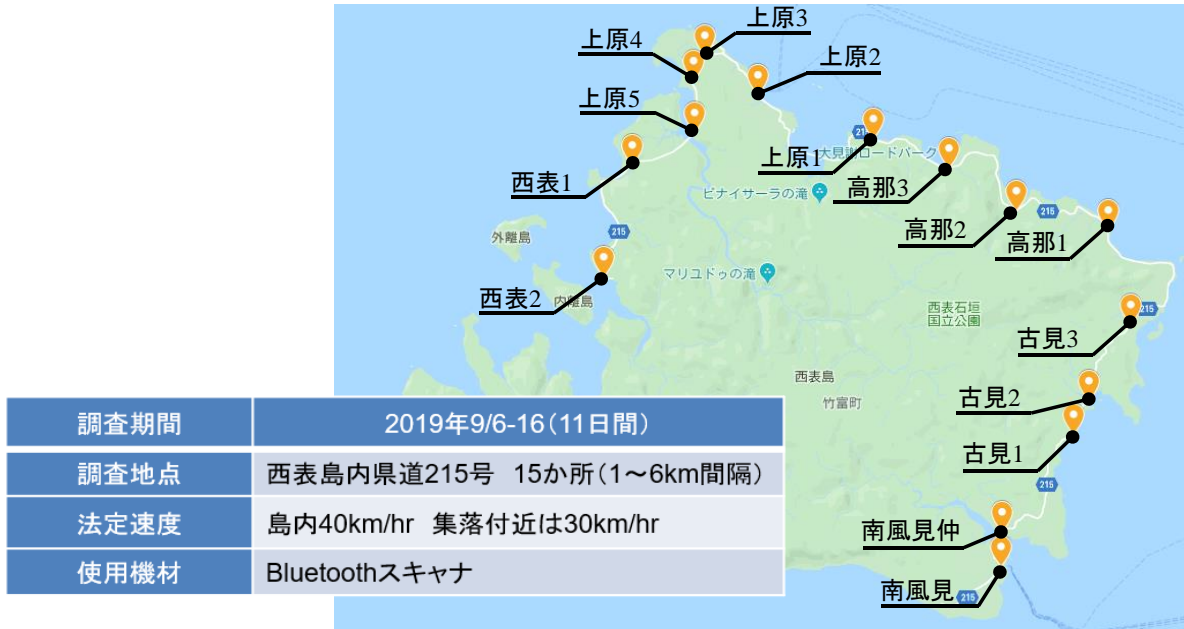 上原3
上原4
上原2
上原5
215
大見謝ロードパーク
上原1
西表1
ピナイサーラの滝
高那3
215
高那2
高那1
215
外離島
マリユドゥの滝
西表2
内離島
西表石垣
国立公園
215
古見3
西表島
竹富町
古見2
古見1
215
南風見仲
南風見
215
調査期間 2019年9/6-16(11日間)
調査地点 西表島内県道215号 15か所(1~6km間隔)
法定速度 島内40km/hr 集落付近は30km/hr
使用機材 Bluetoothスキャナ